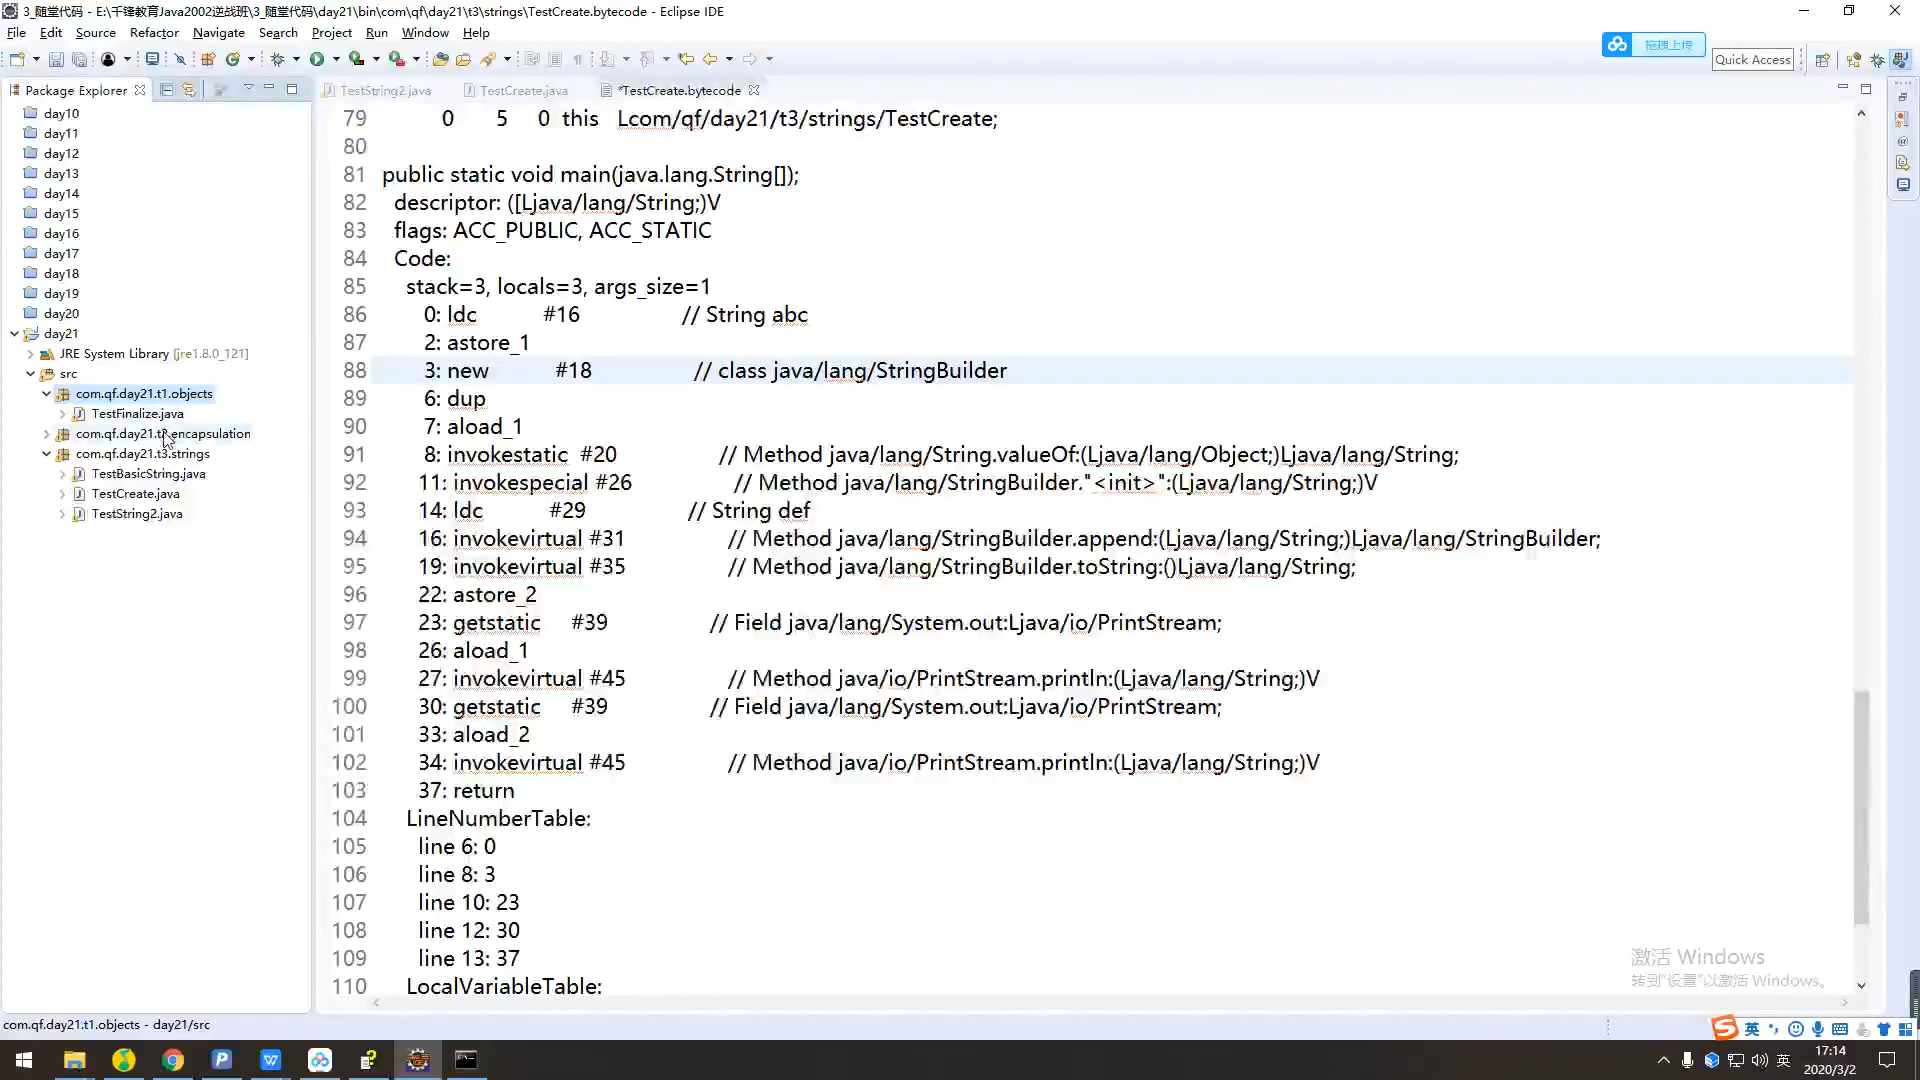 3_随堂代码 - E:\千锋教育Java2002逆战班\3_随堂代码\day21\bin\com\qf\day21\t3\strings\TestCreate.bytecode - Eclipse IDE
File Edit Source Refactor Navigate Search Project Run Window Help
拖拽上传
Quick Access
Package Explorer
TestString2.java
TestCreate.java
*TestCreate.bytecode
day10
day11
day12
day13
day14
day15
day16
day17
day18
day19
day20
day21
JRE System Library [jre1.8.0_121]
src
com.qf.day21.t1.objects
TestFinalize.java
com.qf.day21.t2.encapsulation
com.qf.day21.t3.strings
TestBasicString.java
TestCreate.java
TestString2.java
79 0 5 0 this Lcom/qf/day21/t3/strings/TestCreate;
80
81 public static void main(java.lang.String[]);
82 descriptor: ([Ljava/lang/String;)V
83 flags: ACC_PUBLIC, ACC_STATIC
84 Code:
85 stack=3, locals=3, args_size=1
86 0: ldc #16 // String abc
87 2: astore_1
88 3: new #18 // class java/lang/StringBuilder
89 6: dup
90 7: aload_1
91 8: invokestatic #20 // Method java/lang/String.valueOf:(Ljava/lang/Object;)Ljava/lang/String;
92 11: invokespecial #26 // Method java/lang/StringBuilder."<init>":(Ljava/lang/String;)V
93 14: ldc #29 // String def
94 16: invokevirtual #31 // Method java/lang/StringBuilder.append:(Ljava/lang/String;)Ljava/lang/StringBuilder;
95 19: invokevirtual #35 // Method java/lang/StringBuilder.toString:()Ljava/lang/String;
96 22: astore_2
97 23: getstatic #39 // Field java/lang/System.out:Ljava/io/PrintStream;
98 26: aload_1
99 27: invokevirtual #45 // Method java/io/PrintStream.println:(Ljava/lang/String;)V
100 30: getstatic #39 // Field java/lang/System.out:Ljava/io/PrintStream;
101 33: aload_2
102 34: invokevirtual #45 // Method java/io/PrintStream.println:(Ljava/lang/String;)V
103 37: return
104 LineNumberTable:
105 line 6: 0
106 line 8: 3
107 line 10: 23
108 line 12: 30
109 line 13: 37
110 LocalVariableTable:
激活 Windows
转到"设置"以激活 Windows。
com.qf.day21.t1.objects - day21/src
英
英
17:14
2020/3/2